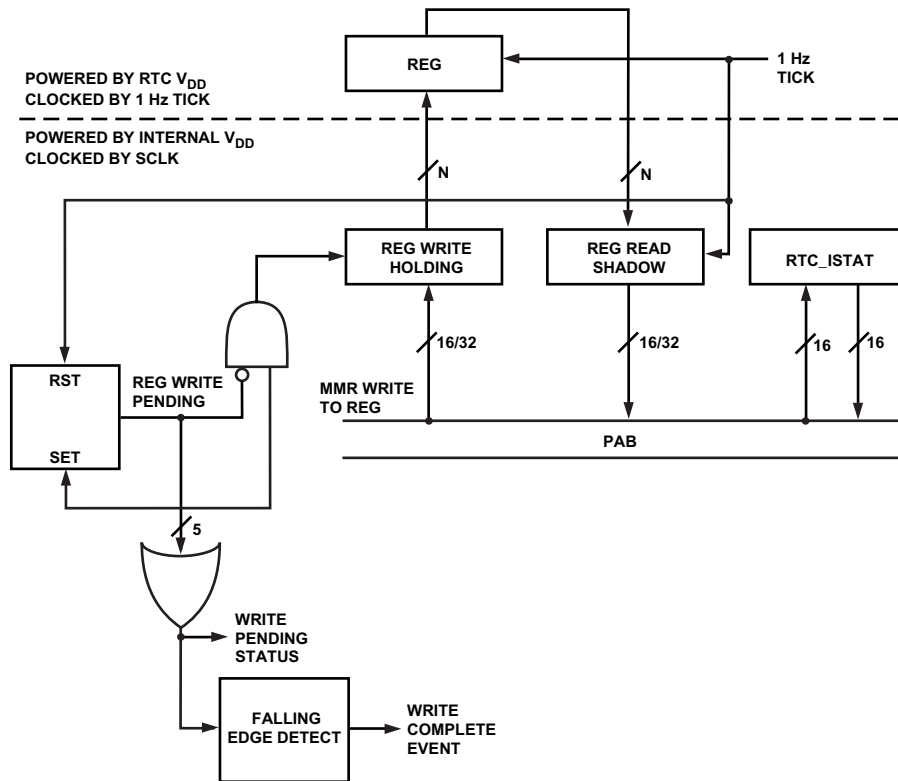 REG
1 Hz
TICK
POWERED BY RTC VDD
CLOCKED BY 1 Hz TICK
POWERED BY INTERNAL VDD
CLOCKED BY SCLK
N
N
REG WRITE
HOLDING
REG READ
SHADOW
RTC_ISTAT
16/32
16/32
16
16
RST
REG WRITE
PENDING
MMR WRITE
TO REG
SET
PAB
5
WRITE
PENDING
STATUS
FALLING
EDGE DETECT
WRITE
COMPLETE
EVENT